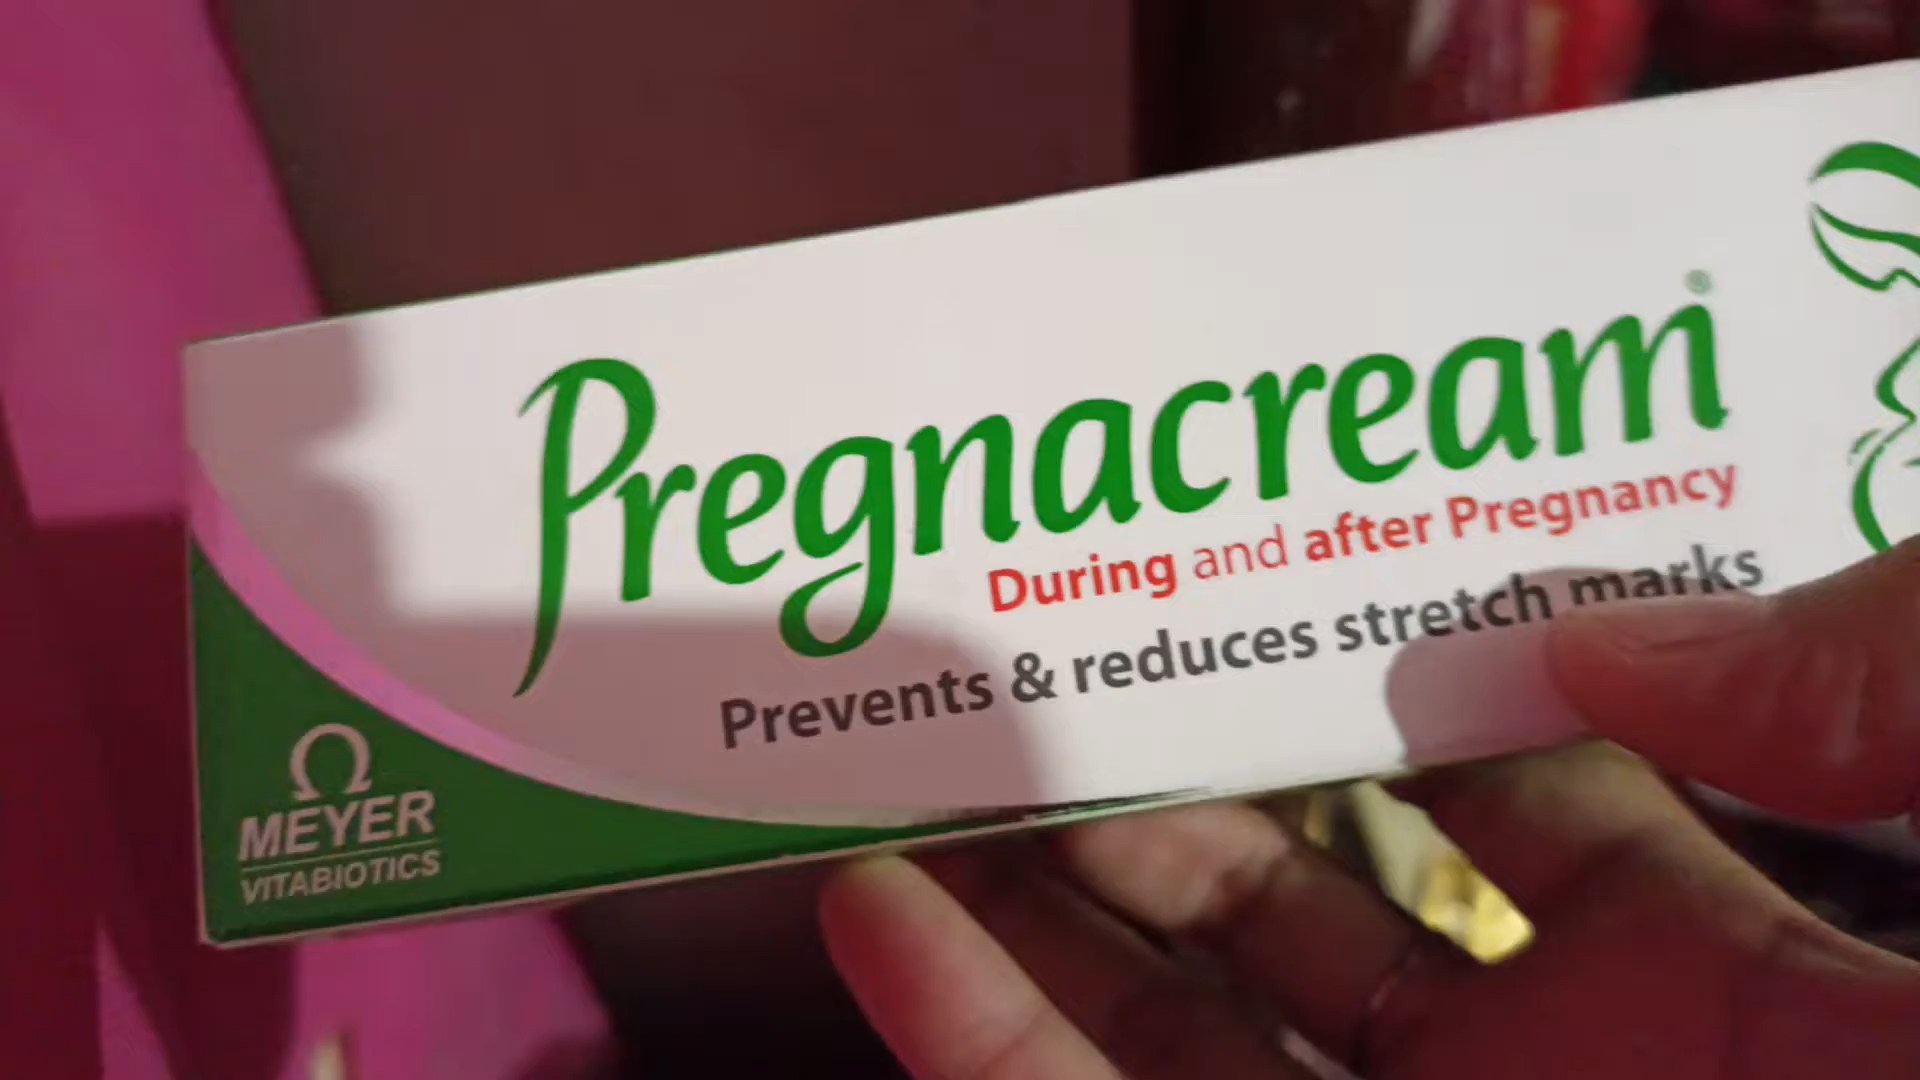 Pregnacream®
During and after Pregnancy
Prevents & reduces stretch marks
MEYER
VITABIOTICS